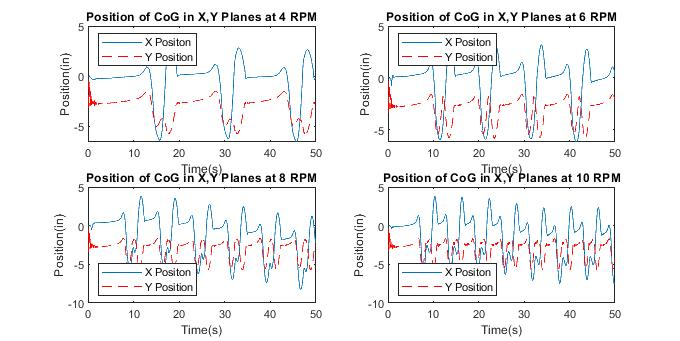 Position of CoG in X,Y Planes at 4 RPM
5
0
-5
Position(in)
X Positon
Y Position
0 10 20 30 40 50
Time(s)
Position of CoG in X,Y Planes at 6 RPM
5
0
-5
Position(in)
X Positon
Y Position
0 10 20 30 40 50
Time(s)
Position of CoG in X,Y Planes at 8 RPM
5
0
-5
-10
Position(in)
X Positon
Y Position
0 10 20 30 40 50
Time(s)
Position of CoG in X,Y Planes at 10 RPM
5
0
-5
-10
Position(in)
X Positon
Y Position
0 10 20 30 40 50
Time(s)